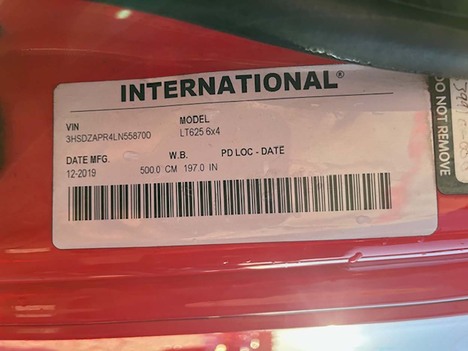 INTERNATIONAL®
VIN MODEL
3HSDZAPR4LN558700 LT625 6x4
DATE MFG. W.B. PD LOC - DATE
12-2019 500.0 CM 197.0 IN
DO NOT REMOVE